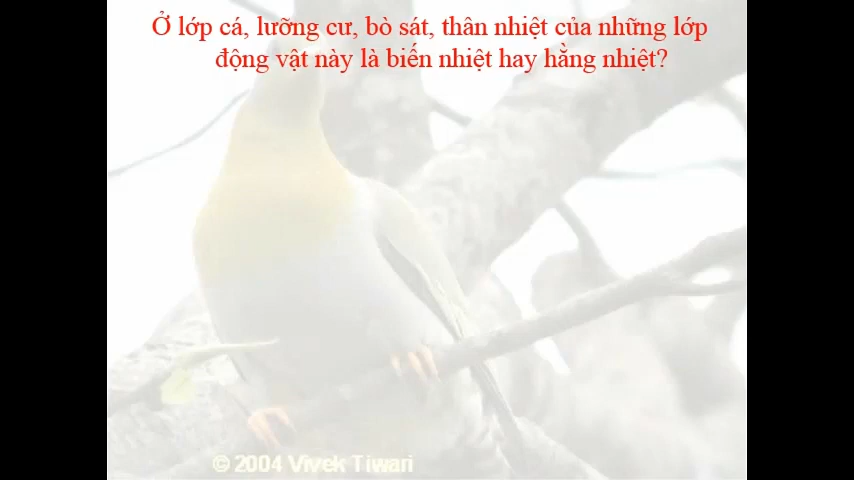 Ở lớp cá, lưỡng cư, bò sát, thân nhiệt của những lớp
động vật này là biến nhiệt hay hằng nhiệt?
© 2004 Vivek Tiwari